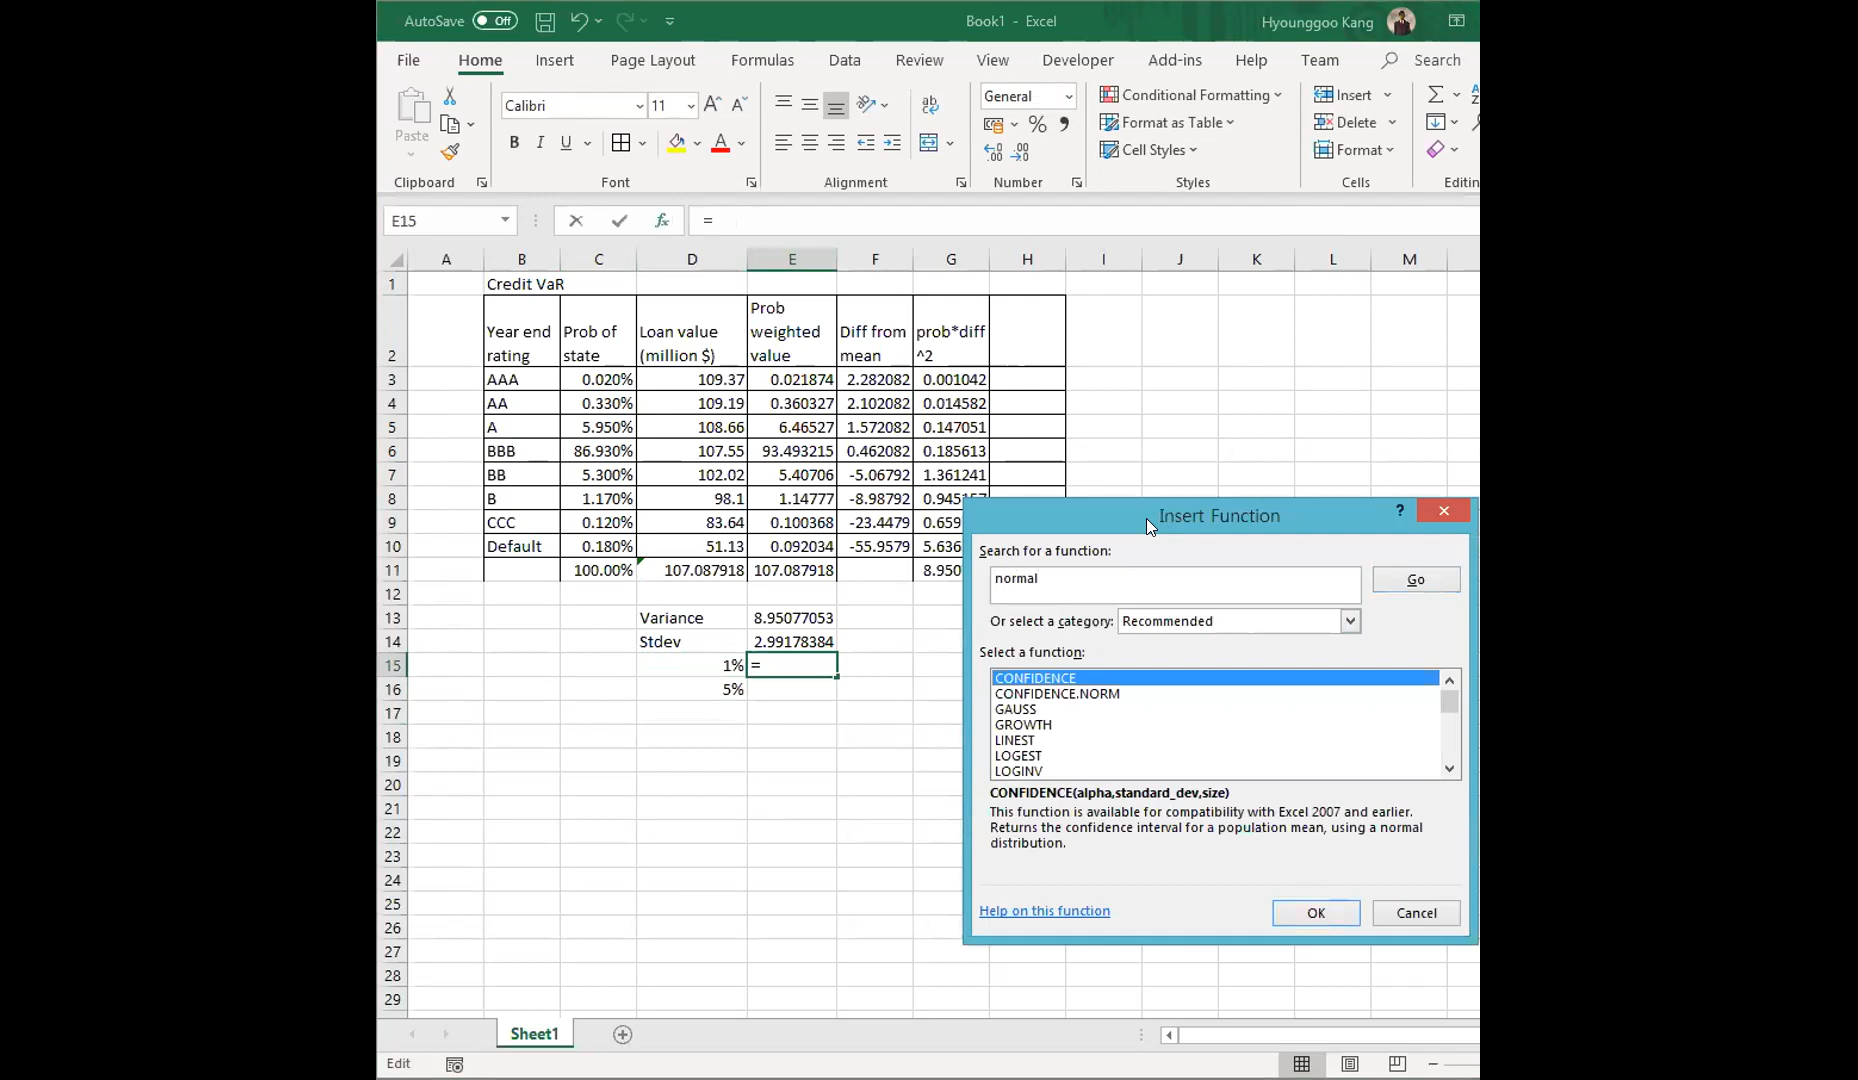 AutoSave Off Book1 - Excel Hyounggoo Kang
File Home Insert Page Layout Formulas Data Review View Developer Add-ins Help Team Search
Paste Calibri 11 A A ab General Conditional Formatting Insert
B I U A % Format as Table Delete
Cell Styles Format
Clipboard Font Alignment Number Styles Cells Editin
E15 fx =
A B C D E F G H I J K L M
1 Credit VaR
2 Year end rating Prob of state Loan value (million $) Prob weighted value Diff from mean prob*diff ^2
3 AAA 0.020% 109.37 0.021874 2.282082 0.001042
4 AA 0.330% 109.19 0.360327 2.102082 0.014582
5 A 5.950% 108.66 6.46527 1.572082 0.147051
6 BBB 86.930% 107.55 93.493215 0.462082 0.185613
7 BB 5.300% 102.02 5.40706 -5.06792 1.361241
8 B 1.170% 98.1 1.14777 -8.98792
9 CCC 0.120% 83.64 0.100368 -23.4479 0.659
10 Default 0.180% 51.13 0.092034 -55.9579 5.636
11 100.00% 107.087918 107.087918 8.950
12
13 Variance 8.95077053
14 Stdev 2.99178384
15 1% =
16 5%
17
18
19
20
21
22
23
24
25
26
27
28
29
Insert Function ?
Search for a function:
normal
Go
Or select a category: Recommended
Select a function:
CONFIDENCE
CONFIDENCE.NORM
GAUSS
GROWTH
LINEST
LOGEST
LOGINV
CONFIDENCE(alpha,standard_dev,size)
This function is available for compatibility with Excel 2007 and earlier.
Returns the confidence interval for a population mean, using a normal
distribution.
Help on this function OK Cancel
Sheet1
Edit